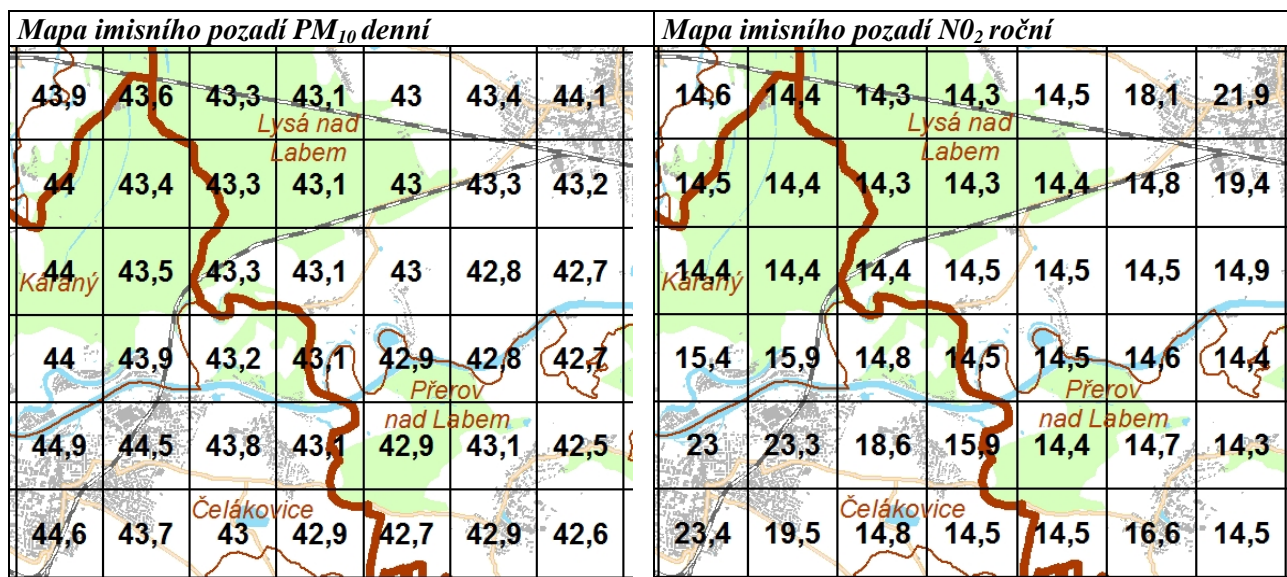 Mapa imisního pozadí PM10 denní
43,9 43,6 43,3 43,1 43 43,4 44,1
Lysá nad
Labem
44 43,4 43,3 43,1 43 43,3 43,2
44 43,5 43,3 43,1 43 42,8 42,7
Káraný
44 43,9 43,2 43,1 42,9 42,8 42,7
Přerov
nad Labem
44,9 44,5 43,8 43,1 42,9 43,1 42,5
Čelákovice
44,6 43,7 43 42,9 42,7 42,9 42,6
Mapa imisního pozadí N02 roční
14,6 14,4 14,3 14,3 14,5 18,1 21,9
Lysá nad
Labem
14,5 14,4 14,3 14,3 14,4 14,8 19,4
14,4 14,4 14,4 14,5 14,5 14,5 14,9
Káraný
15,4 15,9 14,8 14,5 14,5 14,6 14,4
Přerov
nad Labem
23 23,3 18,6 15,9 14,4 14,7 14,3
Čelákovice
23,4 19,5 14,8 14,5 14,5 16,6 14,5